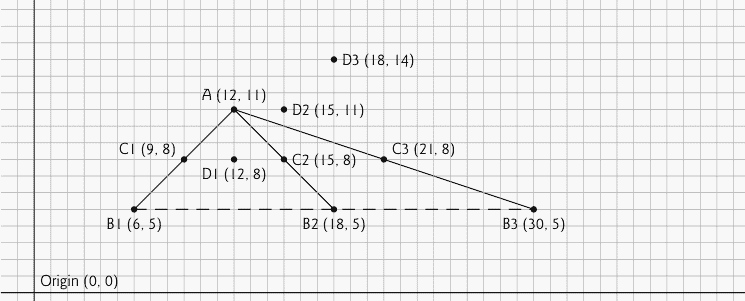 D3 (18, 14)
A (12, 11)
D2 (15, 11)
C1 (9, 8)
D1 (12, 8)
C2 (15, 8)
C3 (21, 8)
B1 (6, 5)
B2 (18, 5)
B3 (30, 5)
Origin (0, 0)